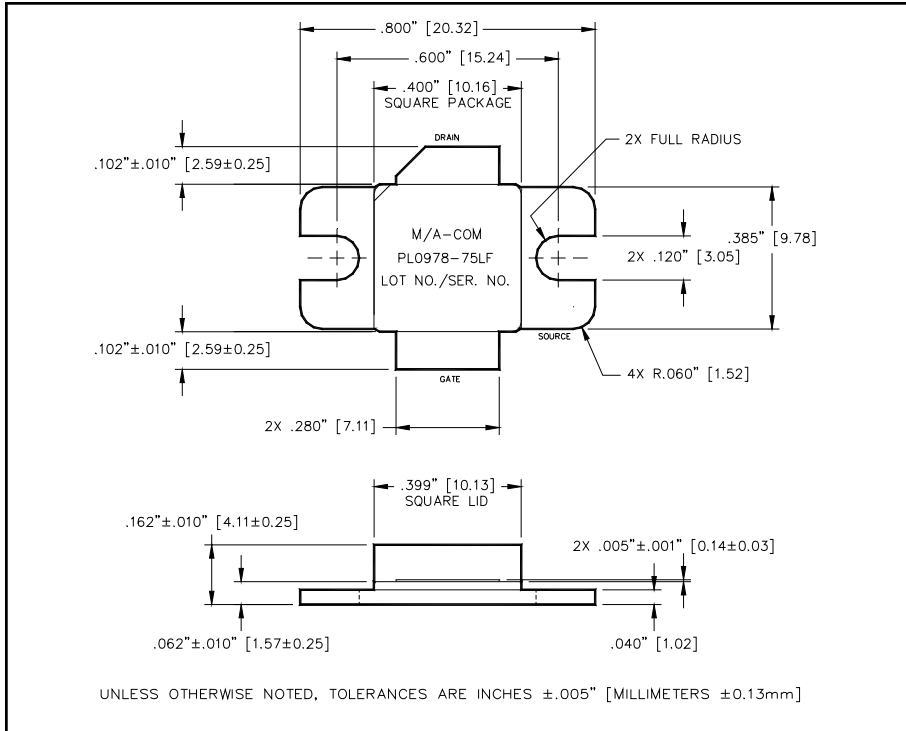 .800" [20.32]
.600" [15.24]
.400" [10.16]
SQUARE PACKAGE
DRAIN
2X FULL RADIUS
.102"±.010" [2.59±0.25]
M/A-COM
PL0978-75LF
LOT NO./SER. NO.
.385" [9.78]
2X .120" [3.05]
SOURCE
.102"±.010" [2.59±0.25]
GATE
4X R.060" [1.52]
2X .280" [7.11]
.399" [10.13]
SQUARE LID
.162"±.010" [4.11±0.25]
2X .005"±.001" [0.14±0.03]
.062"±.010" [1.57±0.25]
.040" [1.02]
UNLESS OTHERWISE NOTED, TOLERANCES ARE INCHES ±.005" [MILLIMETERS ±0.13mm]